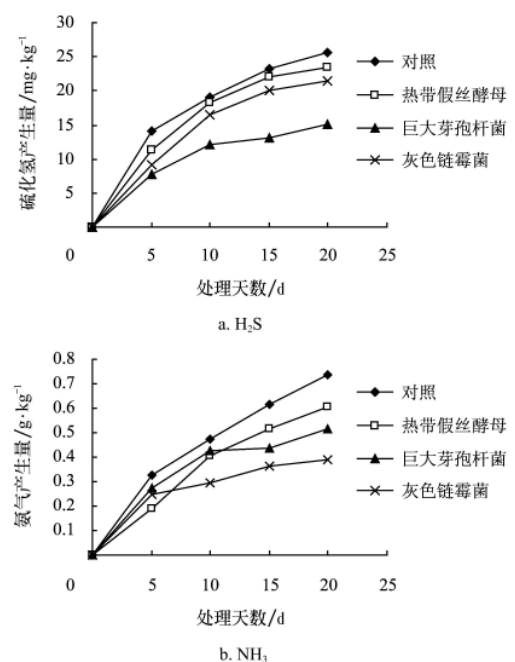 硫化氢产生量/mg·kg⁻¹
30
25
20
15
10
5
0 5 10 15 20 25
对照
热带假丝酵母
巨大芽孢杆菌
灰色链霉菌
处理天数/d
a. H₂S
氨气产生量/g·kg⁻¹
0.8
0.7
0.6
0.5
0.4
0.3
0.2
0.1
0 5 10 15 20 25
对照
热带假丝酵母
巨大芽孢杆菌
灰色链霉菌
处理天数/d
b. NH₃